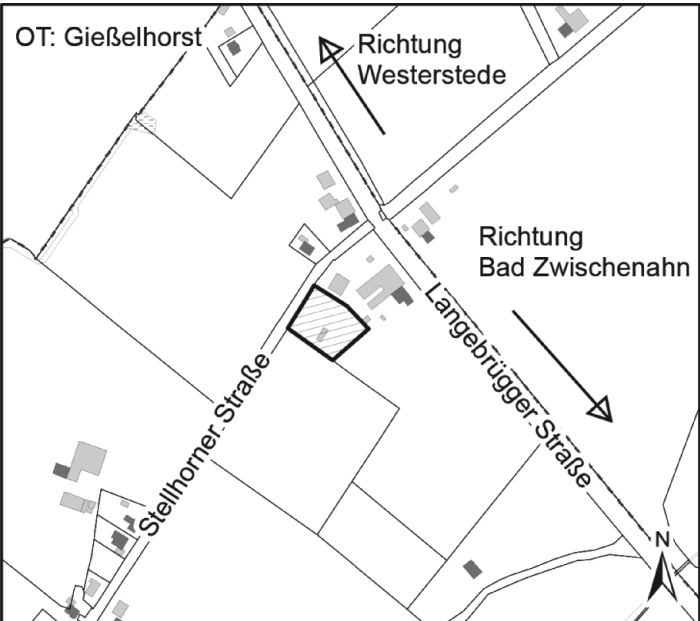 OT: Gießelhorst
Richtung
Westerstede
Richtung
Bad Zwischenahn
Langebrügger Straße
Stellhorner Straße
N